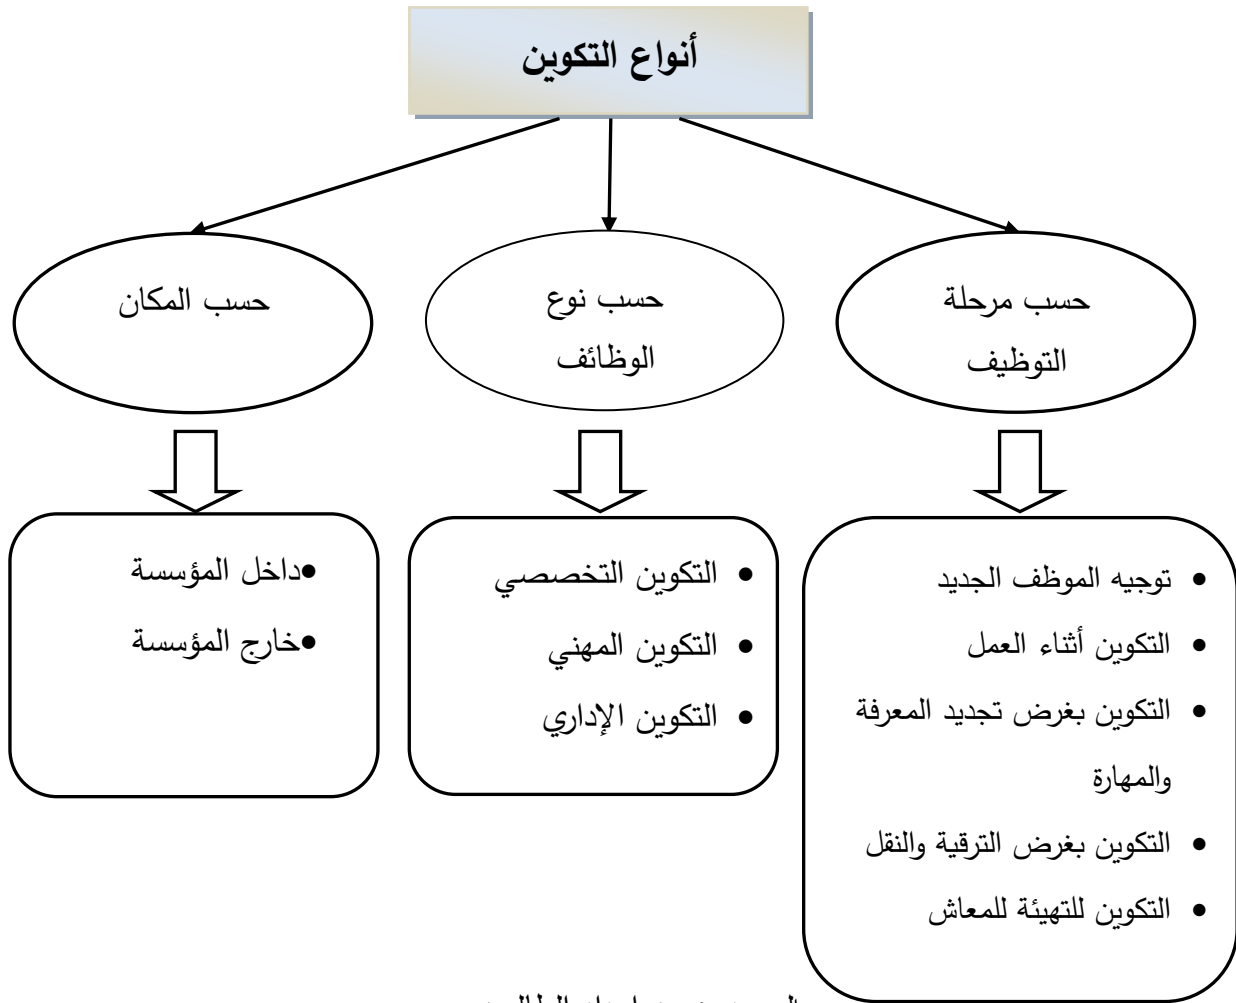 أنواع التكوين
حسب مرحلة
التوظيف
حسب نوع
الوظائف
حسب المكان
• توجيه الموظف الجديد
• التكوين أثناء العمل
• التكوين بغرض تجديد المعرفة
والمهارة
• التكوين بغرض الترقية والنقل
• التكوين للتهيئة للمعاش
• التكوين التخصصي
• التكوين المهني
• التكوين الإداري
•داخل المؤسسة
•خارج المؤسسة